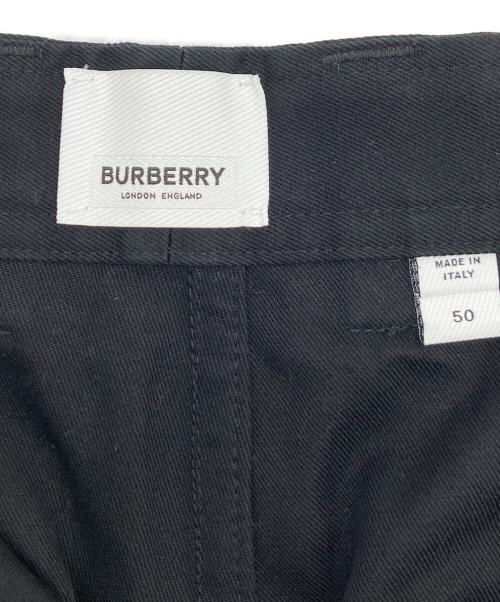 BURBERRY
LONDON ENGLAND
MADE IN
ITALY
50